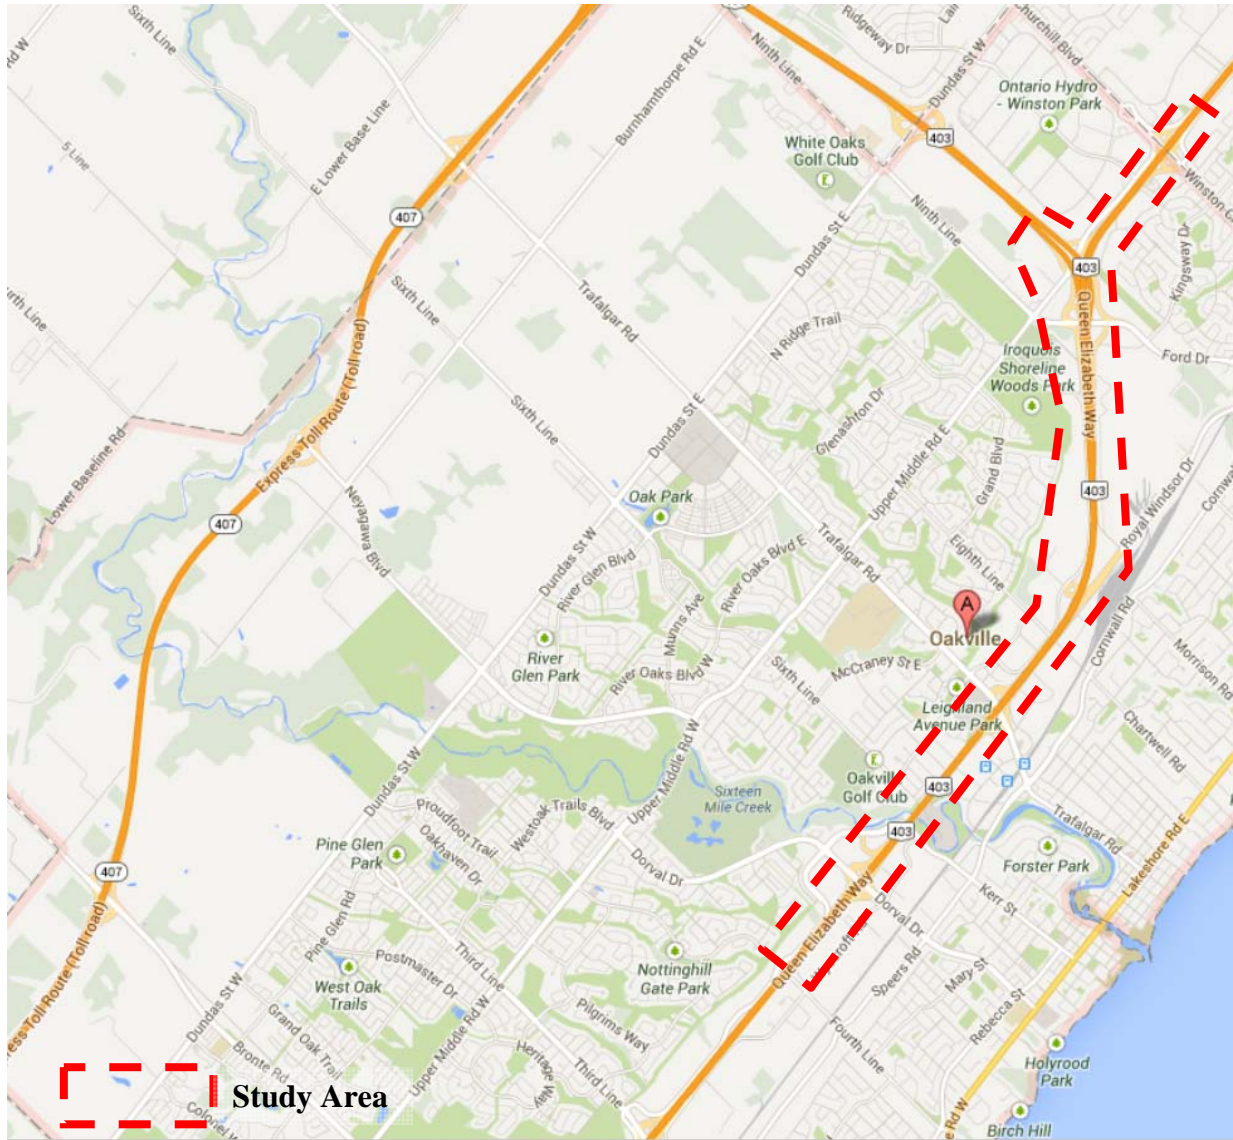 Sixth Line
Burnhamthorpe Rd E
Ninth Line
Ridgeway Dr
Dundas St W
Churchill Blvd
Rd W
5 Line
E Lower Base Line
Ontario Hydro
- Winston Park
403
White Oaks
Golf Club
Ninth Line
407
Dundas St E
Kingsway Dr
403
Sixth Line
Trafalgar Rd
Queen Elizabeth Way
N Ridge Trail
Ford Dr
Iroquois
Shoreline
Woods Park
Express Toll Route (Toll road)
Sixth Line
Dundas St E
Glenashton Dr
Upper Middle Rd E
Grand Blvd
Lower Baseline Rd
Neyagawa Blvd
Oak Park
403
Royal Windsor Dr
407
Dundas St W
River Glen Blvd
River Oaks Blvd E
Trafalgar Rd
Eighth Line
Munns Ave
A
Oakville
Cornwall Rd
River
Glen Park
River Oaks Blvd W
Sixth Line
McCraney St E
Morrison Rd
Leighland
Avenue Park
Chartwell Rd
Dundas St W
Upper Middle Rd W
Oakville
Golf Club
403
Sixteen
Mile Creek
Proudfoot Trail
Westoak Trails Blvd
403
Trafalgar Rd
Lakeshore Rd E
Pine Glen
Park
Oakhaven Dr
Dorval Dr
Forster Park
407
Queen Elizabeth Way
Kerr St
Pine Glen Rd
Third Line
Dorval Dr
Speers Rd
Nottinghill
Gate Park
Postmaster Dr
West Oak
Trails
Mary St
Dundas St W
Upper Middle Rd W
Pilgrims Way
Rebecca St
Grand Oak Trail
Fourth Line
Bronte Rd
Heritage Way
Third Line
Holyrood
Park
Study Area
Birch Hill